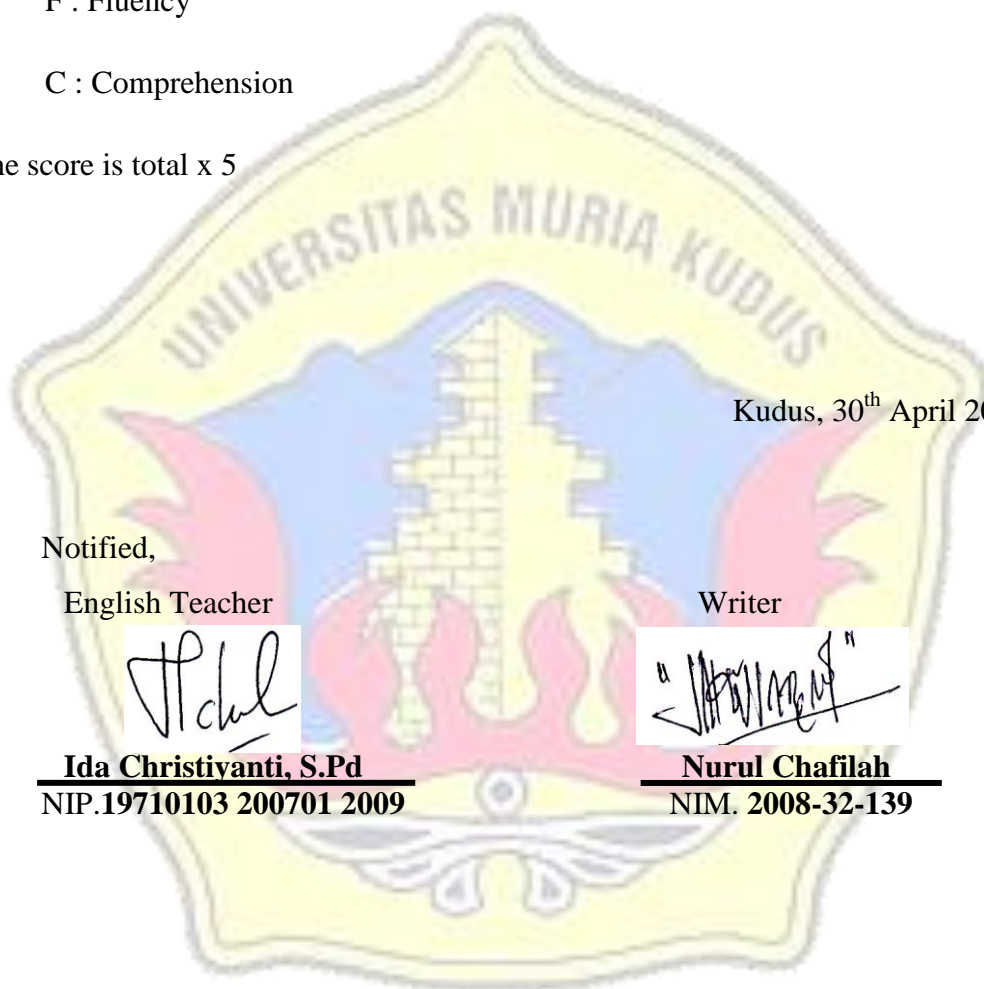 F : Fluency
C : Comprehension
ne score is total x 5
UNIVERSITAS MURIA KUDUS
Kudus, 30th April 20
Notified,
English Teacher
Writer
Ida Christiyanti, S.Pd
Nurul Chafilah
NIP.19710103 200701 2009
NIM. 2008-32-139